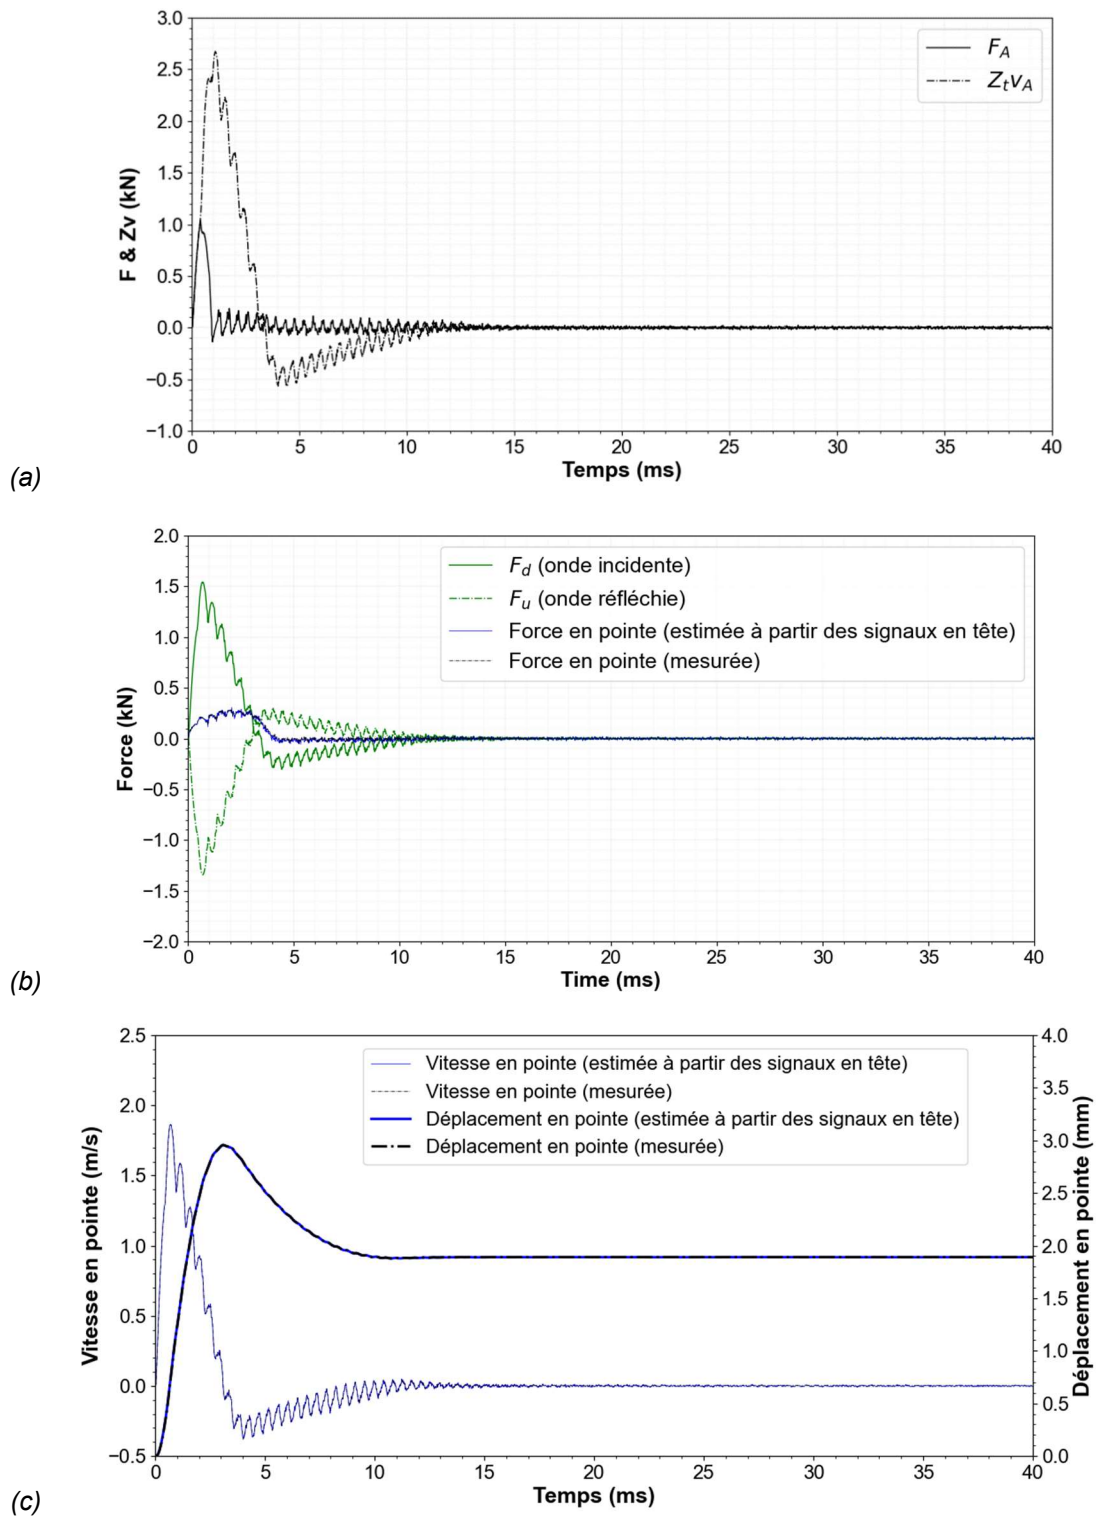 3.0
2.5
2.0
1.5
1.0
0.5
0.0
−0.5
−1.0
F & Zv (kN)
F_A
Z_t v_A
0 5 10 15 20 25 30 35 40
Temps (ms)
(a)
2.0
1.5
1.0
0.5
0.0
−0.5
−1.0
−1.5
−2.0
Force (kN)
F_d (onde incidente)
F_u (onde réfléchie)
Force en pointe (estimée à partir des signaux en tête)
Force en pointe (mesurée)
0 5 10 15 20 25 30 35 40
Time (ms)
(b)
2.5
2.0
1.5
1.0
0.5
0.0
−0.5
Vitesse en pointe (m/s)
Vitesse en pointe (estimée à partir des signaux en tête)
Vitesse en pointe (mesurée)
Déplacement en pointe (estimée à partir des signaux en tête)
Déplacement en pointe (mesurée)
4.0
3.5
3.0
2.5
2.0
1.5
1.0
0.5
0.0
Déplacement en pointe (mm)
0 5 10 15 20 25 30 35 40
Temps (ms)
(c)